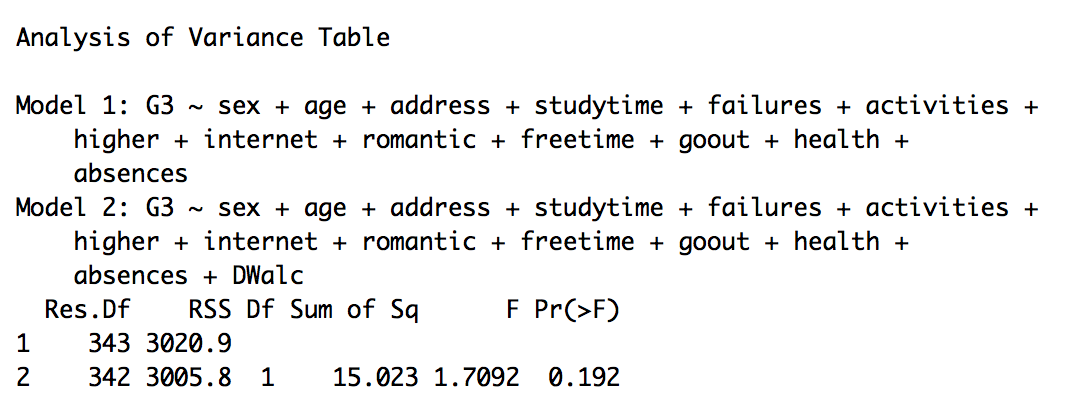 Analysis of Variance Table
Model 1: G3 ~ sex + age + address + studytime + failures + activities +
    higher + internet + romantic + freetime + goout + health +
    absences
Model 2: G3 ~ sex + age + address + studytime + failures + activities +
    higher + internet + romantic + freetime + goout + health +
    absences + DWalc
  Res.Df    RSS Df Sum of Sq      F Pr(>F)
1    343 3020.9
2    342 3005.8  1    15.023 1.7092  0.192